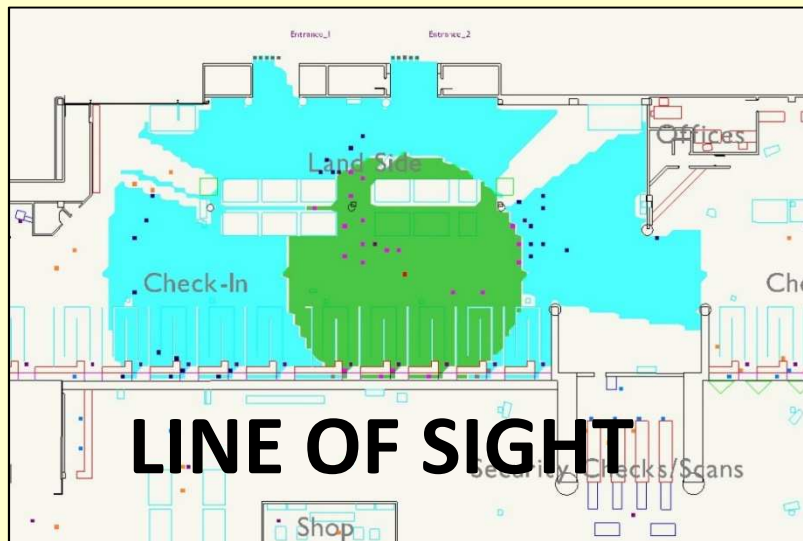 Entrance_1 Entrance_2
Offices
Land Side
Check-In
Che
LINE OF SIGHT
Security Checks/Scans
Shop